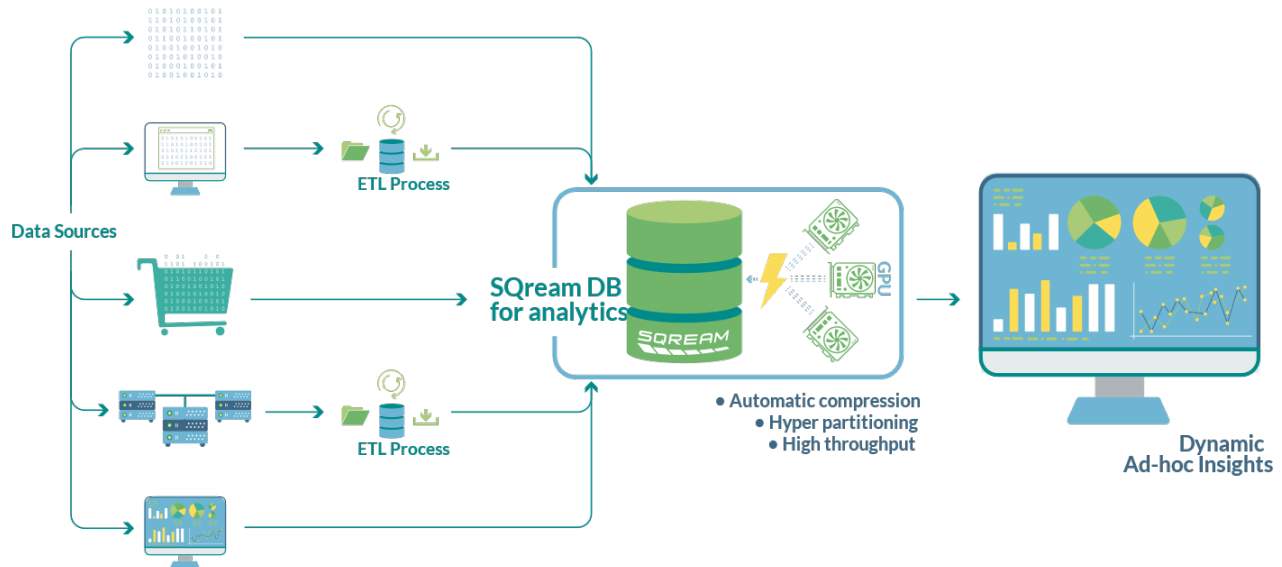 Data Sources
ETL Process
SQream DB
for analytics
SQREAM
GPU
• Automatic compression
• Hyper partitioning
• High throughput
ETL Process
Dynamic
Ad-hoc Insights